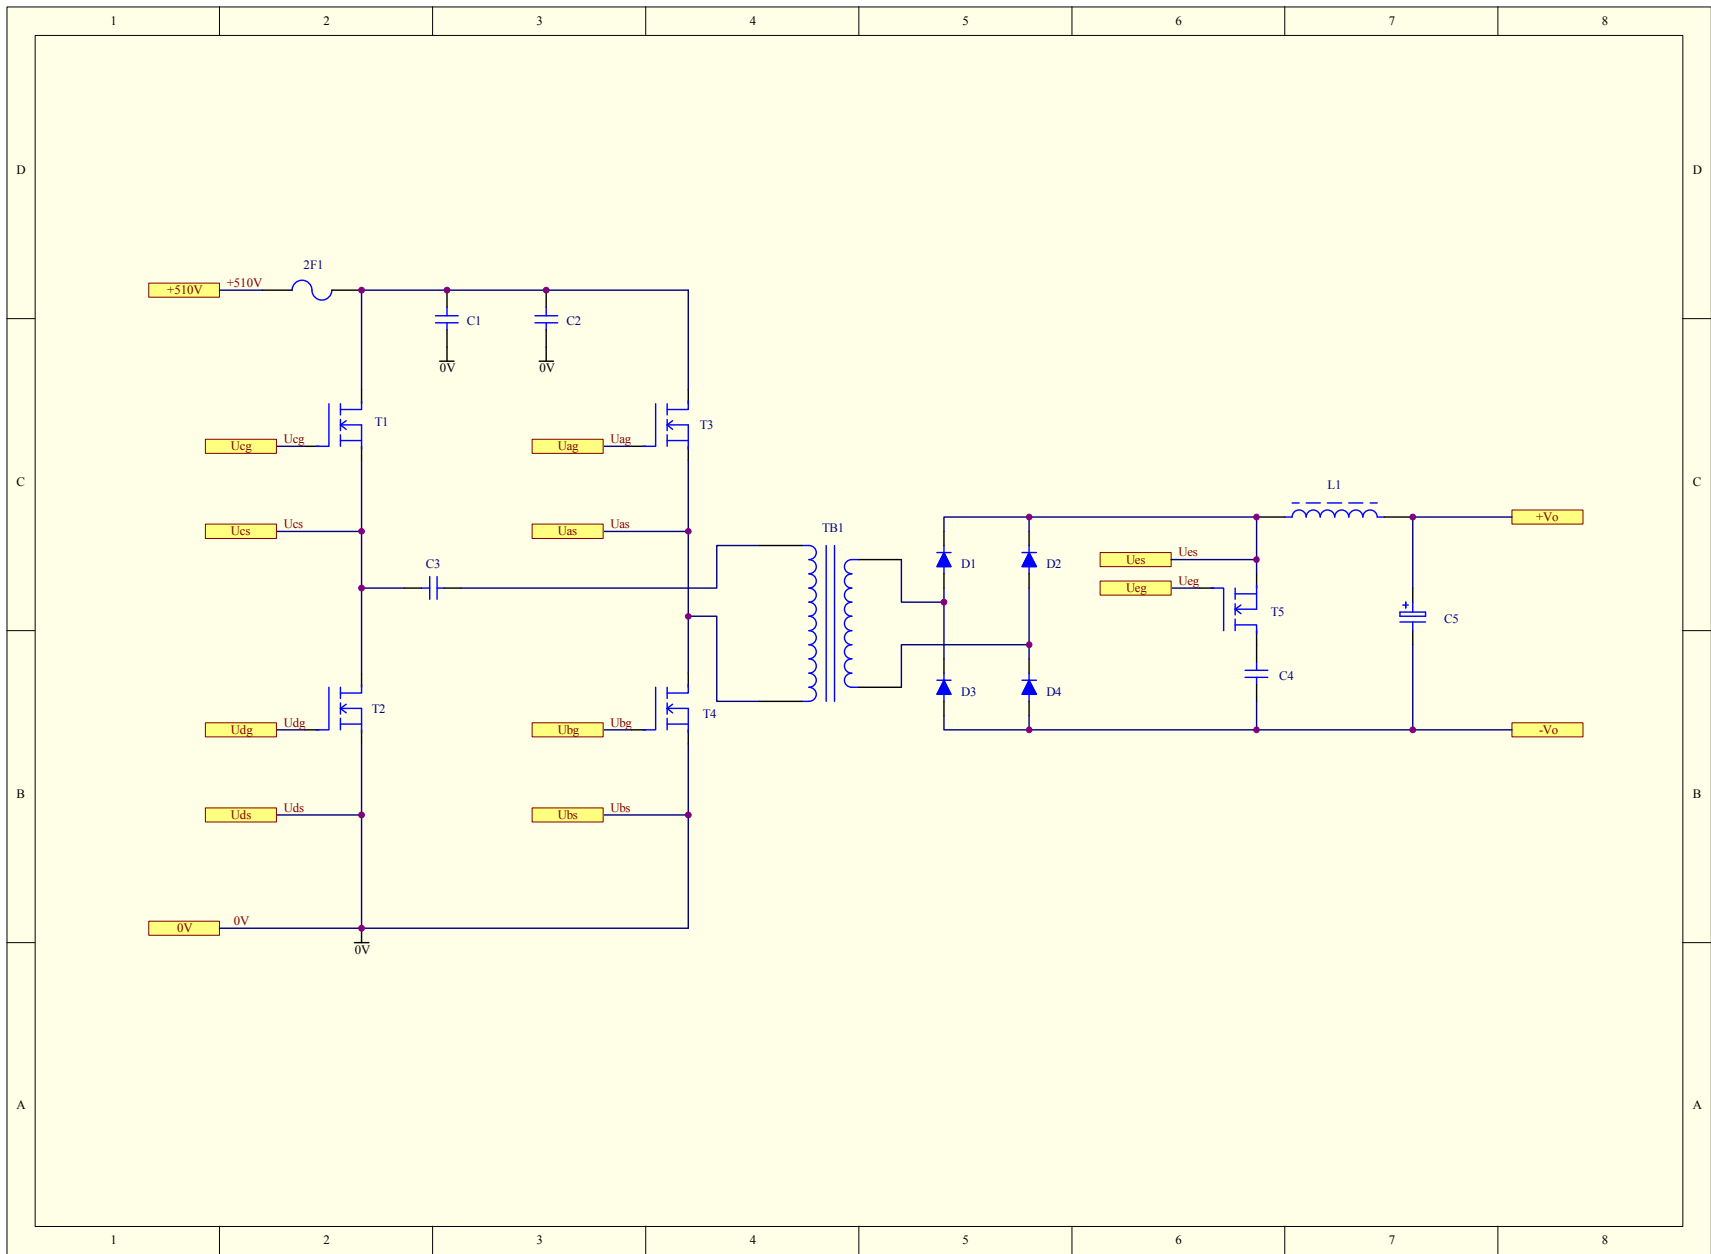 1 2 3 4 5 6 7 8
D D
2F1
+510V +510V
C1 C2
0V 0V
T1 T3
Ucg Ucg Uag Uag
C C
L1
Ucs Ucs Uas Uas TB1 +Vo
Ues Ues
C3 D1 D2
Ueg Ueg
T5
+ C5
C4
D3 D4
T2 T4
Udg Udg Ubg Ubg -Vo
B B
Uds Uds Ubs Ubs
0V 0V
0V
A A
1 2 3 4 5 6 7 8